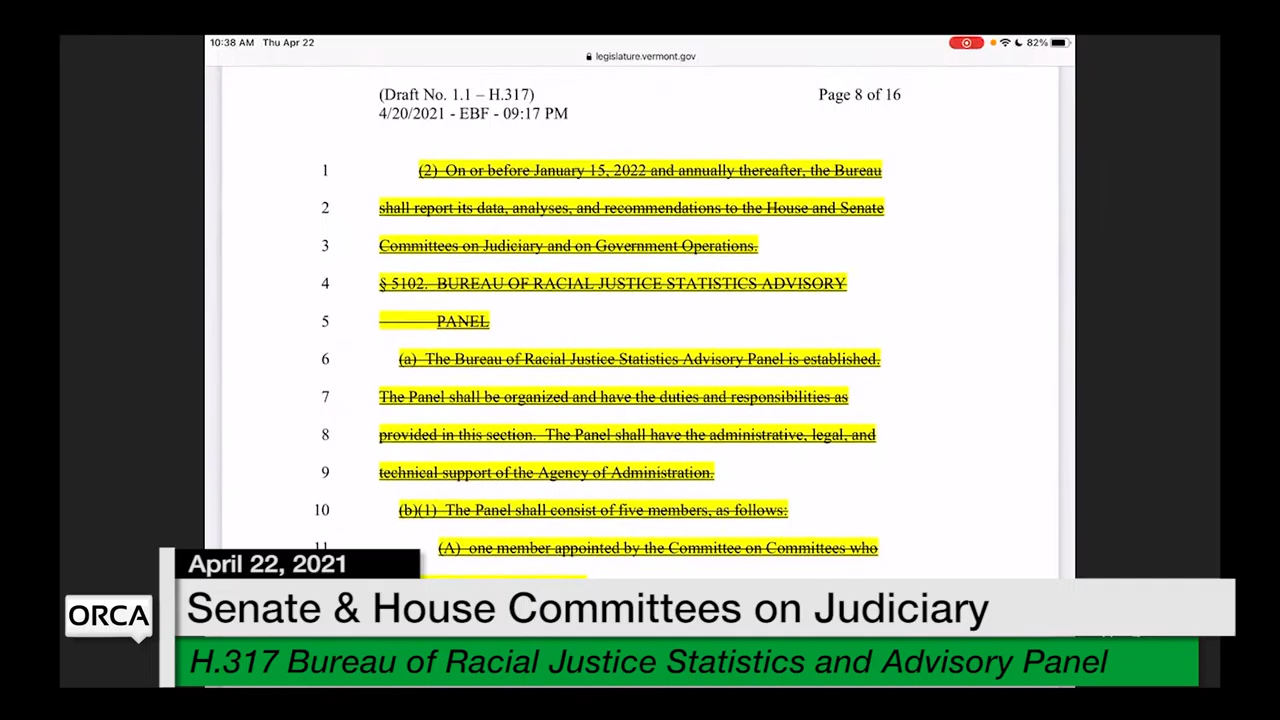 10:38 AM Thu Apr 22
82%
legislature.vermont.gov
(Draft No. 1.1 – H.317) Page 8 of 16
4/20/2021 - EBF - 09:17 PM
1 (2) On or before January 15, 2022 and annually thereafter, the Bureau
2 shall report its data, analyses, and recommendations to the House and Senate
3 Committees on Judiciary and on Government Operations.
4 § 5102. BUREAU OF RACIAL JUSTICE STATISTICS ADVISORY
5 PANEL
6 (a) The Bureau of Racial Justice Statistics Advisory Panel is established.
7 The Panel shall be organized and have the duties and responsibilities as
8 provided in this section. The Panel shall have the administrative, legal, and
9 technical support of the Agency of Administration.
10 (b)(1) The Panel shall consist of five members, as follows:
11 (A) one member appointed by the Committee on Committees who
April 22, 2021
ORCA
Senate & House Committees on Judiciary
H.317 Bureau of Racial Justice Statistics and Advisory Panel